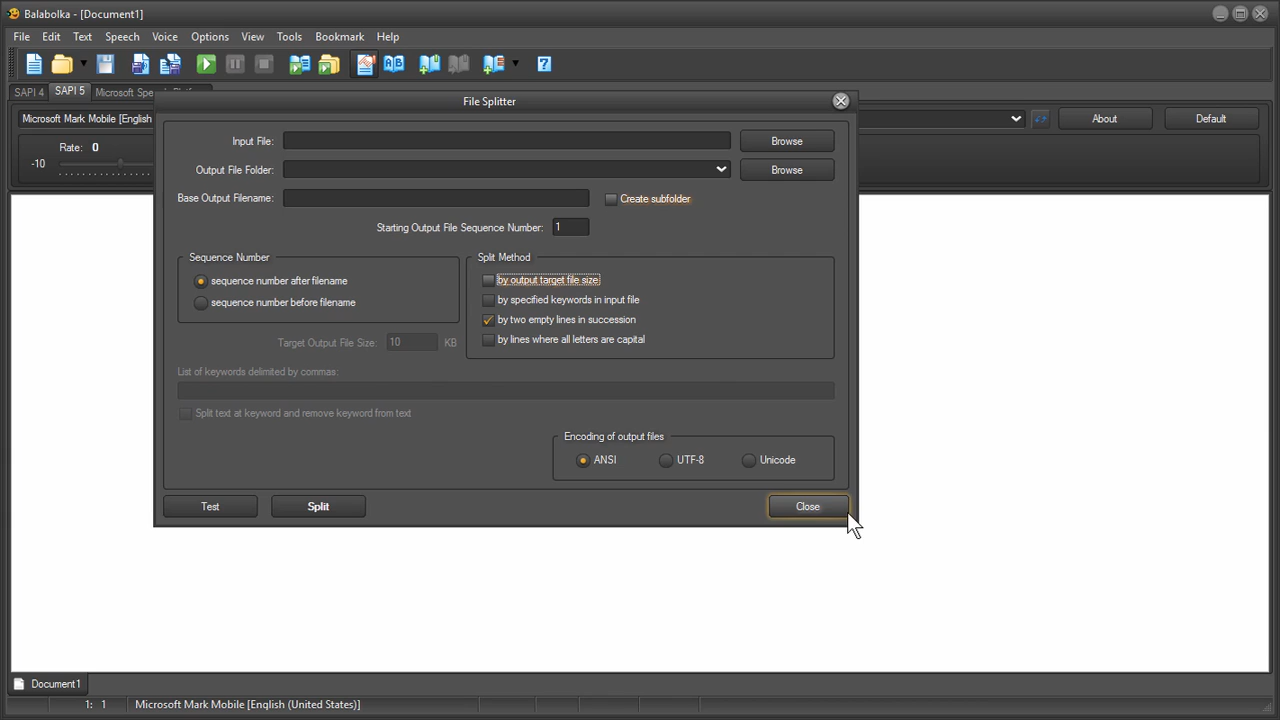 Balabolka - [Document1]
File Edit Text Speech Voice Options View Tools Bookmark Help
SAPI 4 SAPI 5 Microsoft
File Splitter
Microsoft Mark Mobile [English About Default
Rate: 0
-10
Input File: Browse
Output File Folder: Browse
Base Output Filename: Create subfolder
Starting Output File Sequence Number: 1
Sequence Number
sequence number after filename
sequence number before filename
Split Method
by output target file size
by specified keywords in input file
by two empty lines in succession
by lines where all letters are capital
Target Output File Size: 10 KB
List of keywords delimited by commas:
Split text at keyword and remove keyword from text
Encoding of output files
ANSI UTF-8 Unicode
Test Split Close
Document1
1: 1 Microsoft Mark Mobile [English (United States)]